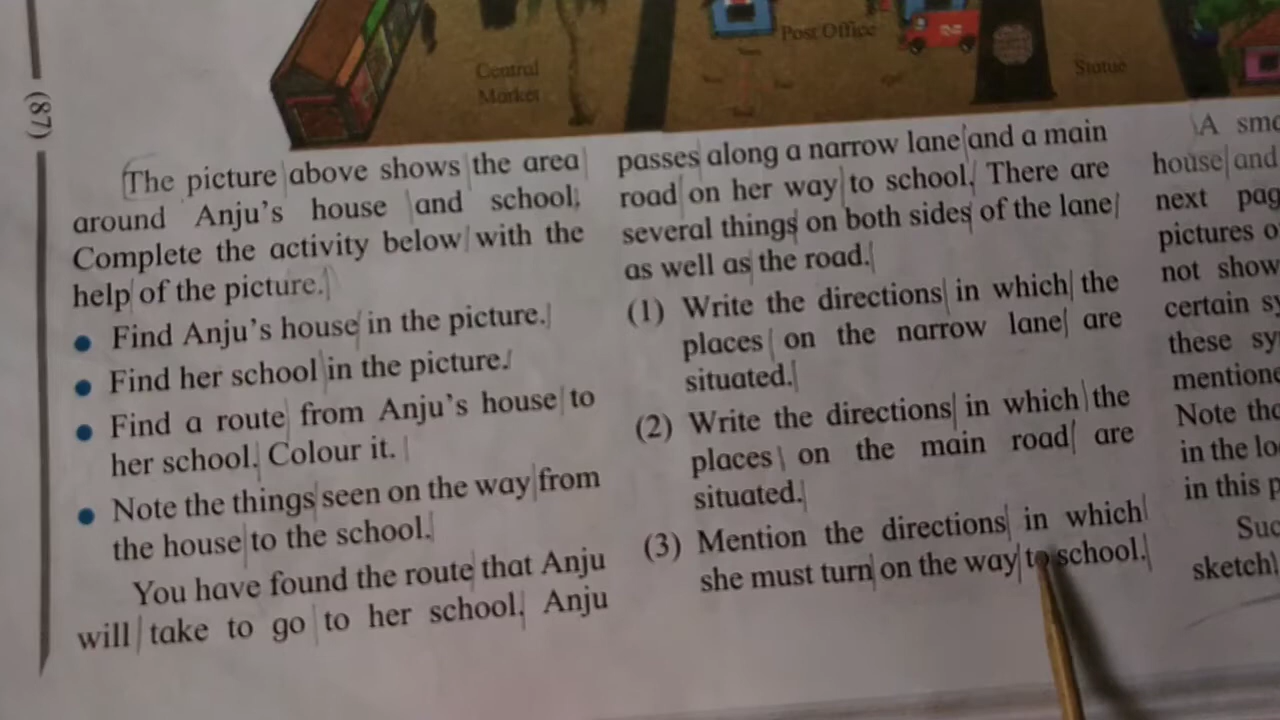 (87)
Central
Market
Post Office
Statue
The picture above shows the area
around Anju's house and school.
Complete the activity below with the
help of the picture.
• Find Anju's house in the picture.
• Find her school in the picture.
• Find a route from Anju's house to
her school. Colour it.
• Note the things seen on the way from
the house to the school.
You have found the route that Anju
will take to go to her school. Anju
passes along a narrow lane and a main
road on her way to school. There are
several things on both sides of the lane
as well as the road.
(1) Write the directions in which the
places on the narrow lane are
situated.
(2) Write the directions in which the
places on the main road are
situated.
(3) Mention the directions in which
she must turn on the way to school.
A
house and
next
pictures
not show
certain
these
Note
in the
in this
sketch